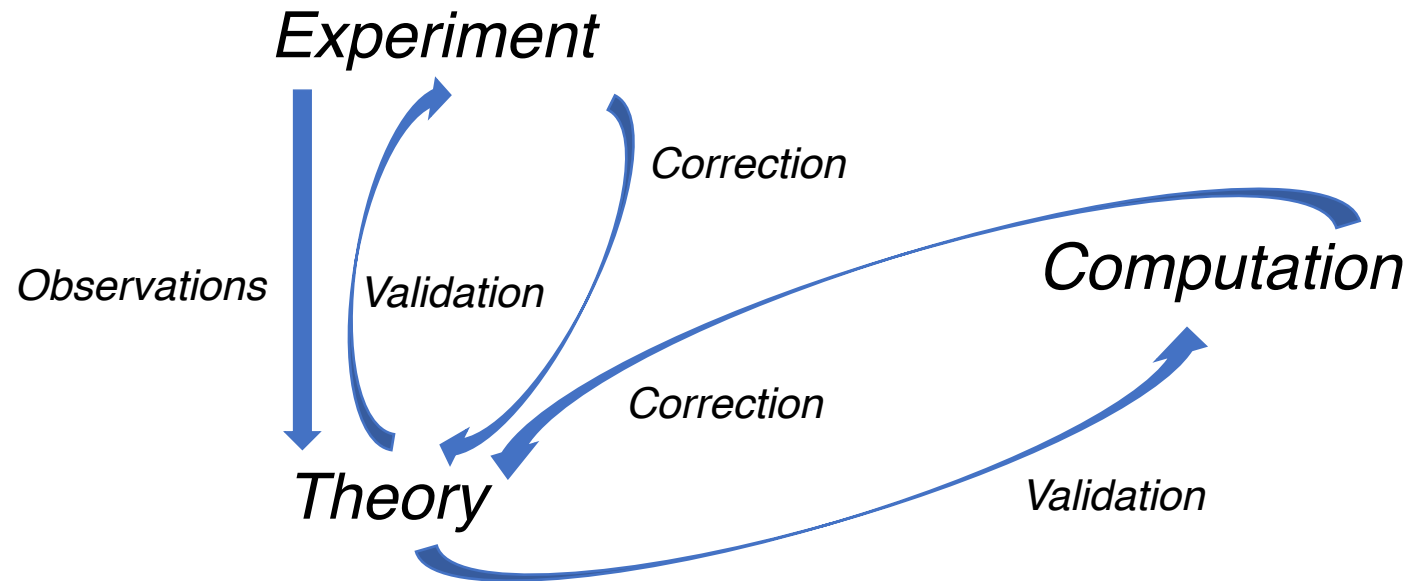 Experiment
Correction
Computation
Observations
Validation
Correction
Theory
Validation